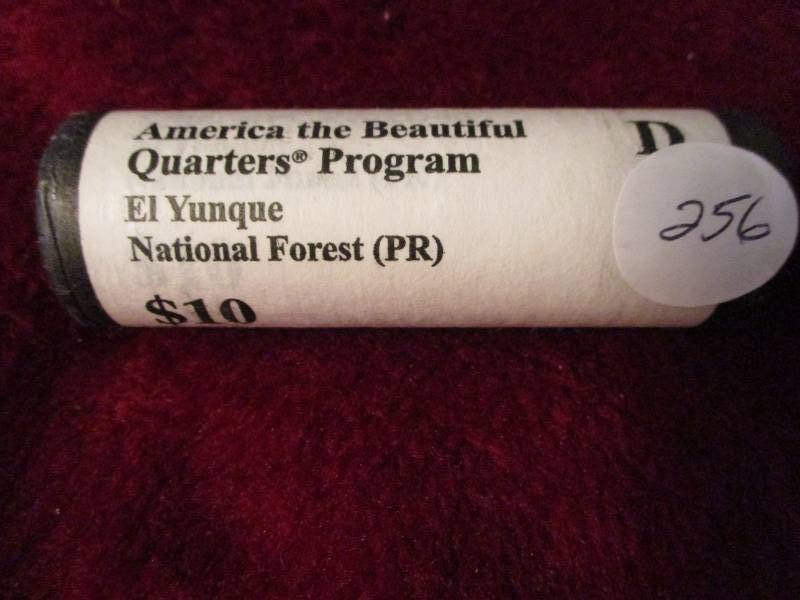 America the Beautiful
Quarters® Program
El Yunque
National Forest (PR)
$10
D
256